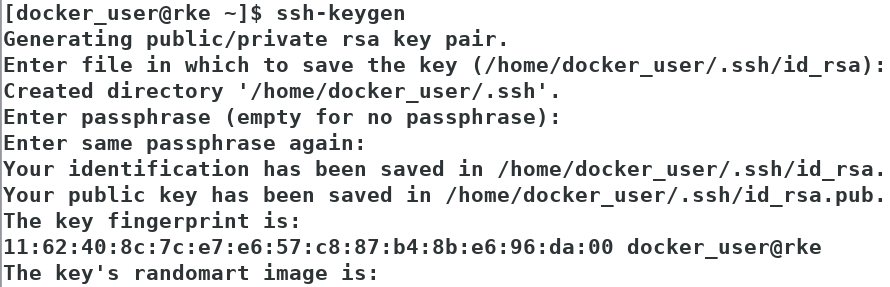 [docker_user@rke ~]$ ssh-keygen
Generating public/private rsa key pair.
Enter file in which to save the key (/home/docker_user/.ssh/id_rsa):
Created directory '/home/docker_user/.ssh'.
Enter passphrase (empty for no passphrase):
Enter same passphrase again:
Your identification has been saved in /home/docker_user/.ssh/id_rsa.
Your public key has been saved in /home/docker_user/.ssh/id_rsa.pub.
The key fingerprint is:
11:62:40:8c:7c:e7:e6:57:c8:87:b4:8b:e6:96:da:00 docker_user@rke
The key's randomart image is: